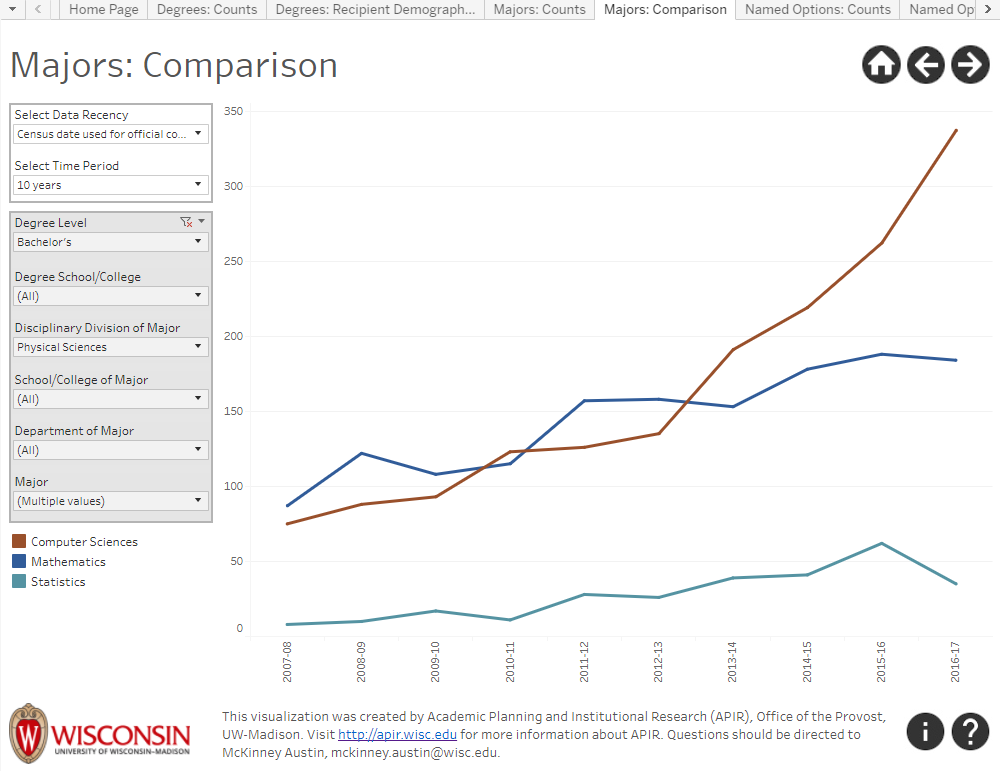 Home Page
Degrees: Counts
Degrees: Recipient Demograph...
Majors: Counts
Majors: Comparison
Named Options: Counts
Named Op
Majors: Comparison
Select Data Recency
Census date used for official co...
Select Time Period
10 years
Degree Level
Bachelor's
Degree School/College
(All)
Disciplinary Division of Major
Physical Sciences
School/College of Major
(All)
Department of Major
(All)
Major
(Multiple values)
Computer Sciences
Mathematics
Statistics
350
300
250
200
150
100
50
0
2007-08
2008-09
2009-10
2010-11
2011-12
2012-13
2013-14
2014-15
2015-16
2016-17
W
WISCONSIN
UNIVERSITY OF WISCONSIN–MADISON
This visualization was created by Academic Planning and Institutional Research (APIR), Office of the Provost,
UW-Madison. Visit http://apir.wisc.edu for more information about APIR. Questions should be directed to
McKinney Austin, mckinney.austin@wisc.edu.
i
?